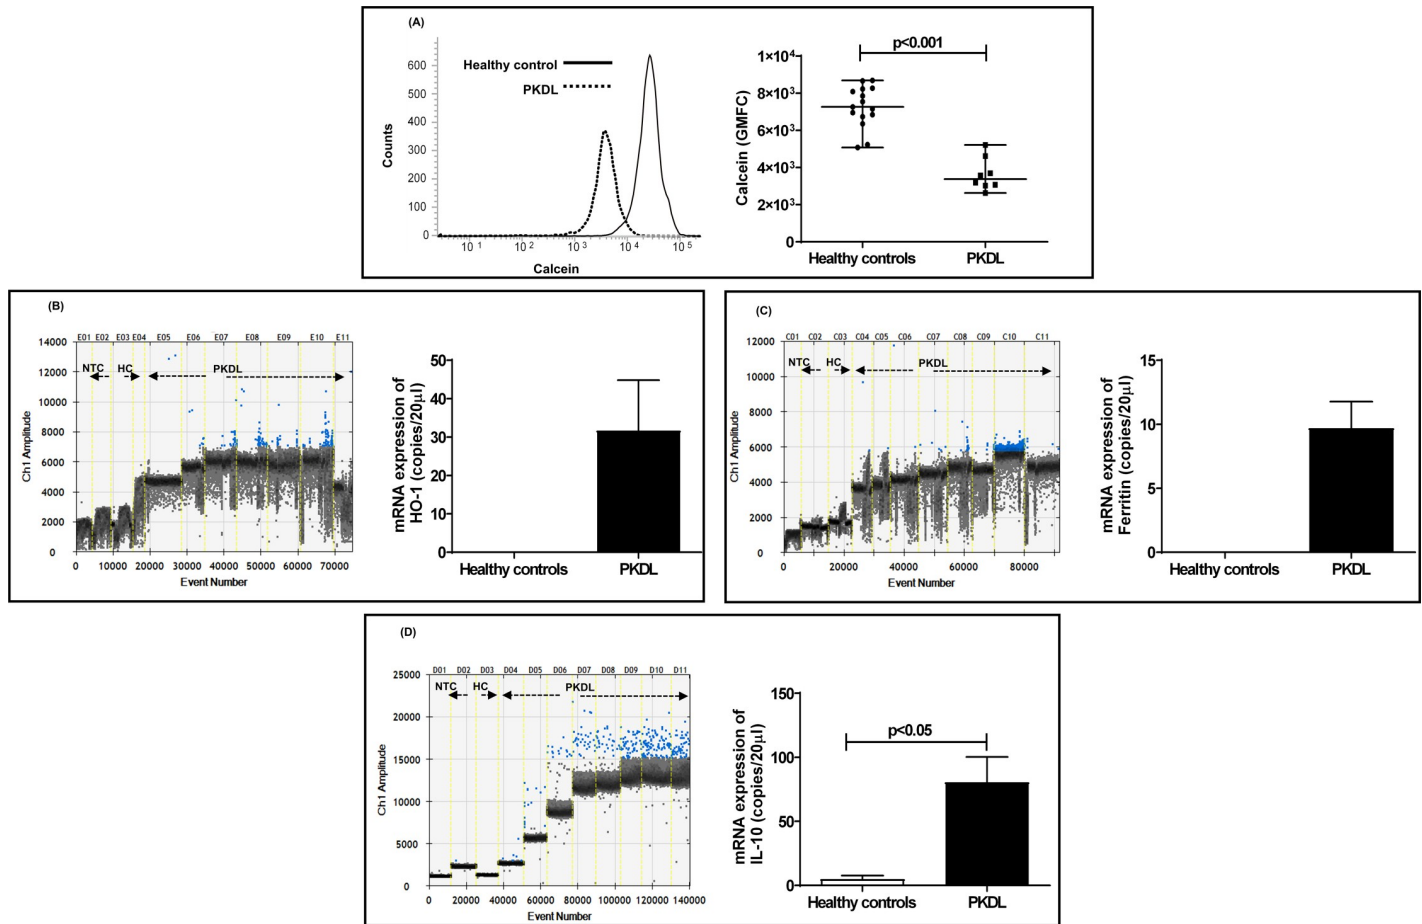 (A)
Healthy control
PKDL
600
500
400
300
200
100
0
Counts
10 1 10 2 10 3 10 4 10 5
Calcein
p<0.001
1×10⁴
8×10³
6×10³
4×10³
2×10³
0
Calcein (GMFC)
Healthy controls PKDL
(B)
E01 E02 E03 E04 E05 E06 E07 E08 E09 E10 E11
NTC HC PKDL
14000
12000
10000
8000
6000
4000
2000
0
Ch1 Amplitude
0 10000 20000 30000 40000 50000 60000 70000
Event Number
50
40
30
20
10
0
mRNA expression of
HO-1 (copies/20µl)
Healthy controls PKDL
(C)
C01 C02 C03 C04 C05 C06 C07 C08 C09 C10 C11
NTC HC PKDL
12000
10000
8000
6000
4000
2000
0
Ch1 Amplitude
0 20000 40000 60000 80000
Event Number
15
10
5
0
mRNA expression of
Ferritin (copies/20µl)
Healthy controls PKDL
(D)
D01 D02 D03 D04 D05 D06 D07 D08 D09 D10 D11
NTC HC PKDL
25000
20000
15000
10000
5000
0
Ch1 Amplitude
0 20000 40000 60000 80000 100000 120000 140000
Event Number
p<0.05
150
100
50
0
mRNA expression of
IL-10 (copies/20µl)
Healthy controls PKDL